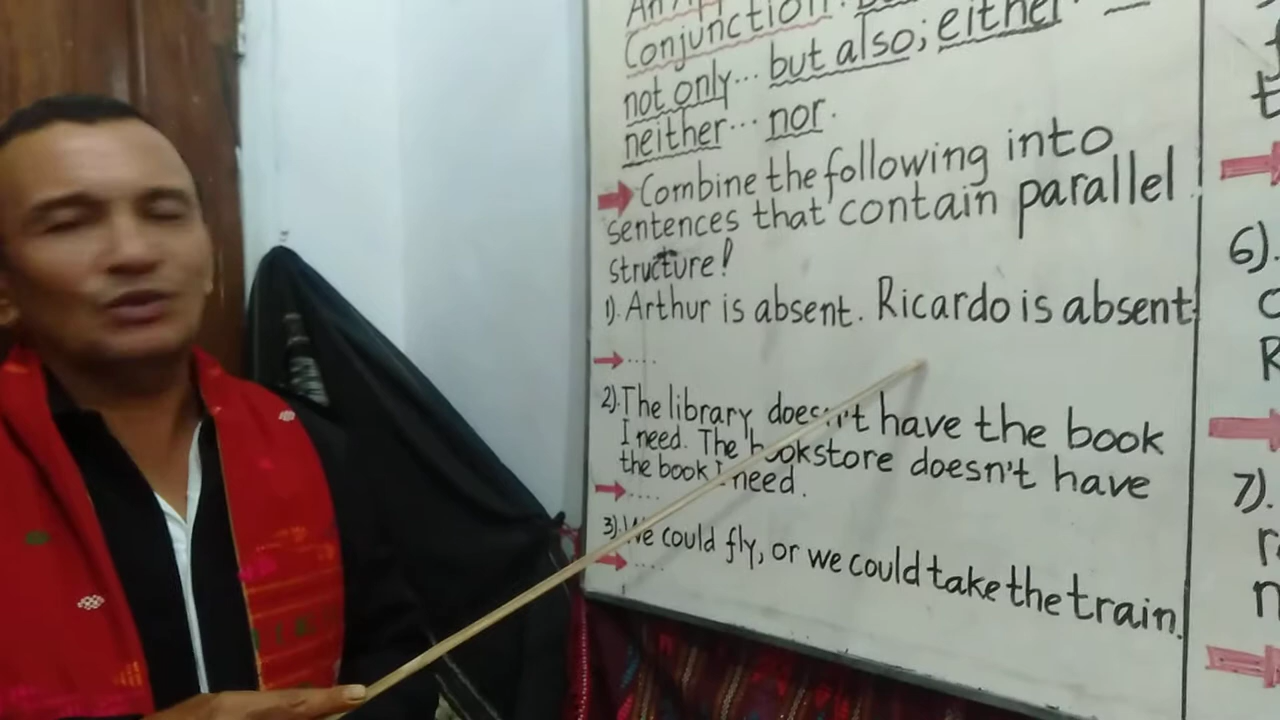 Conjunction:
not only... but also; either
neither... nor.
Combine the following into
sentences that contain parallel
structure!
1). Arthur is absent. Ricardo is absent
....
2). The library doesn't have the book
I need. The bookstore doesn't have
the book I need.
....
3). We could fly, or we could take the train.
....
6).
7).